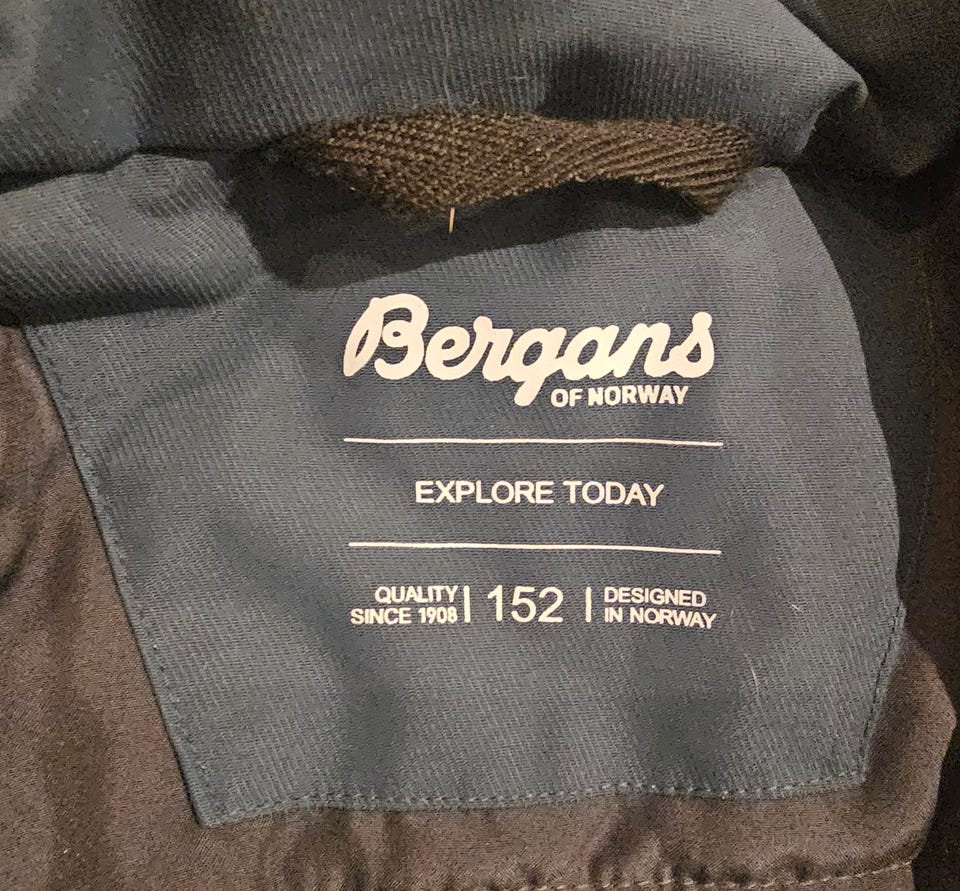 Bergans
OF NORWAY
EXPLORE TODAY
QUALITY
SINCE 1908
152
DESIGNED
IN NORWAY